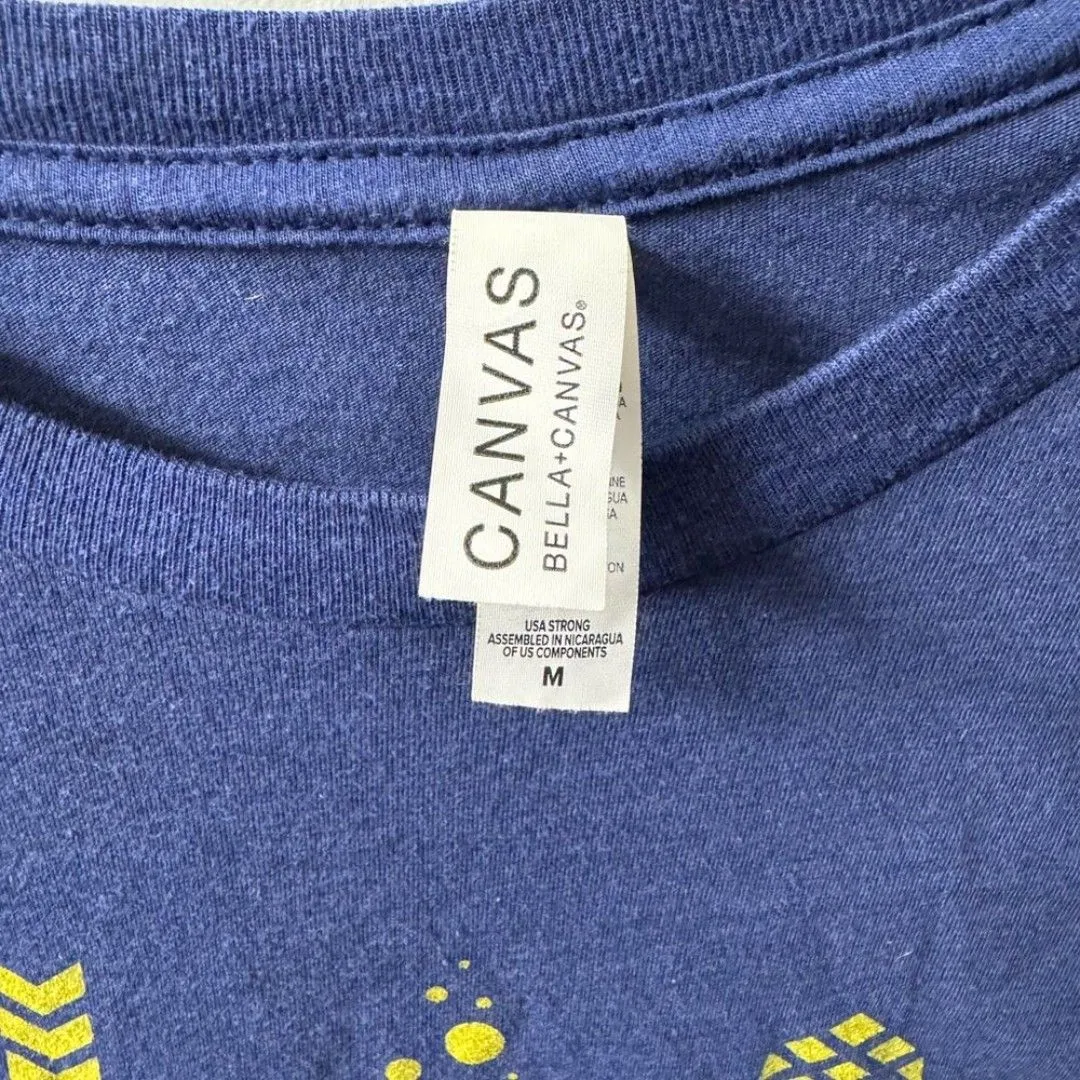 CANVAS
BELLA+CANVAS®
USA STRONG
ASSEMBLED IN NICARAGUA
OF US COMPONENTS
M